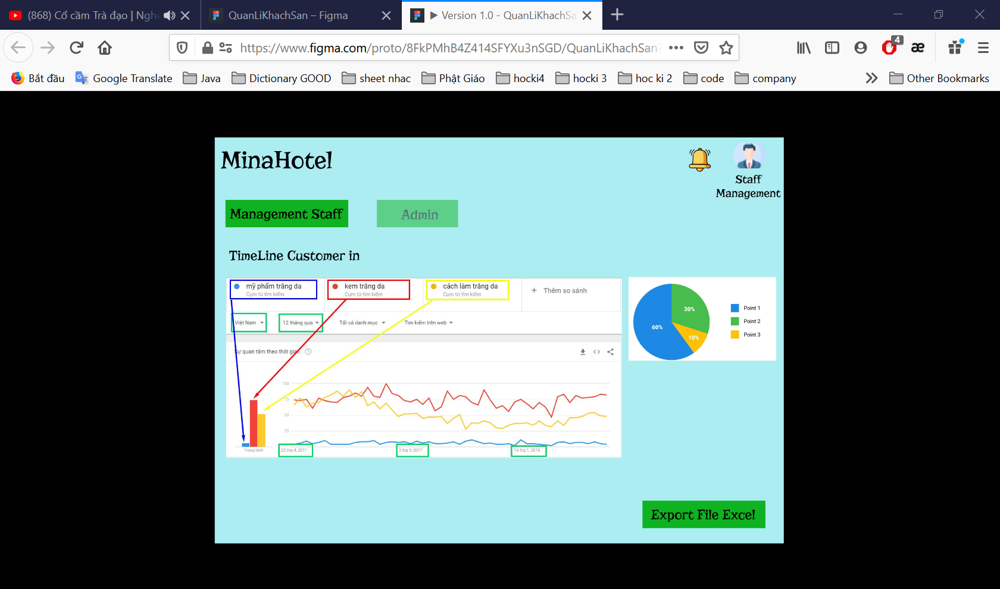 (868) Cổ cầm Trà đạo | Nghe
QuanLiKhachSan – Figma
▶ Version 1.0 - QuanLiKhachSa
https://www.figma.com/proto/8FkPMhB4Z414SFYXu3nSGD/QuanLiKhachSan?
4
Bắt đầu
Google Translate
Java
Dictionary GOOD
sheet nhac
Phật Giáo
hocki4
hocki 3
hoc ki 2
code
company
Other Bookmarks
MinaHotel
Staff
Management
Management Staff
Admin
TimeLine Customer in
mỹ phẩm trắng da
Cụm từ tìm kiếm
kem trắng da
Cụm từ tìm kiếm
cách làm trắng da
Cụm từ tìm kiếm
+ Thêm so sánh
Việt Nam
12 tháng qua
Tất cả danh mục
Tìm kiếm trên web
Sự quan tâm theo thời gian
100
75
50
25
Trung bình
23 thg 4, 2017
3 thg 9, 2017
14 thg 1, 2018
30%
60%
10%
Point 1
Point 2
Point 3
Export File Excel